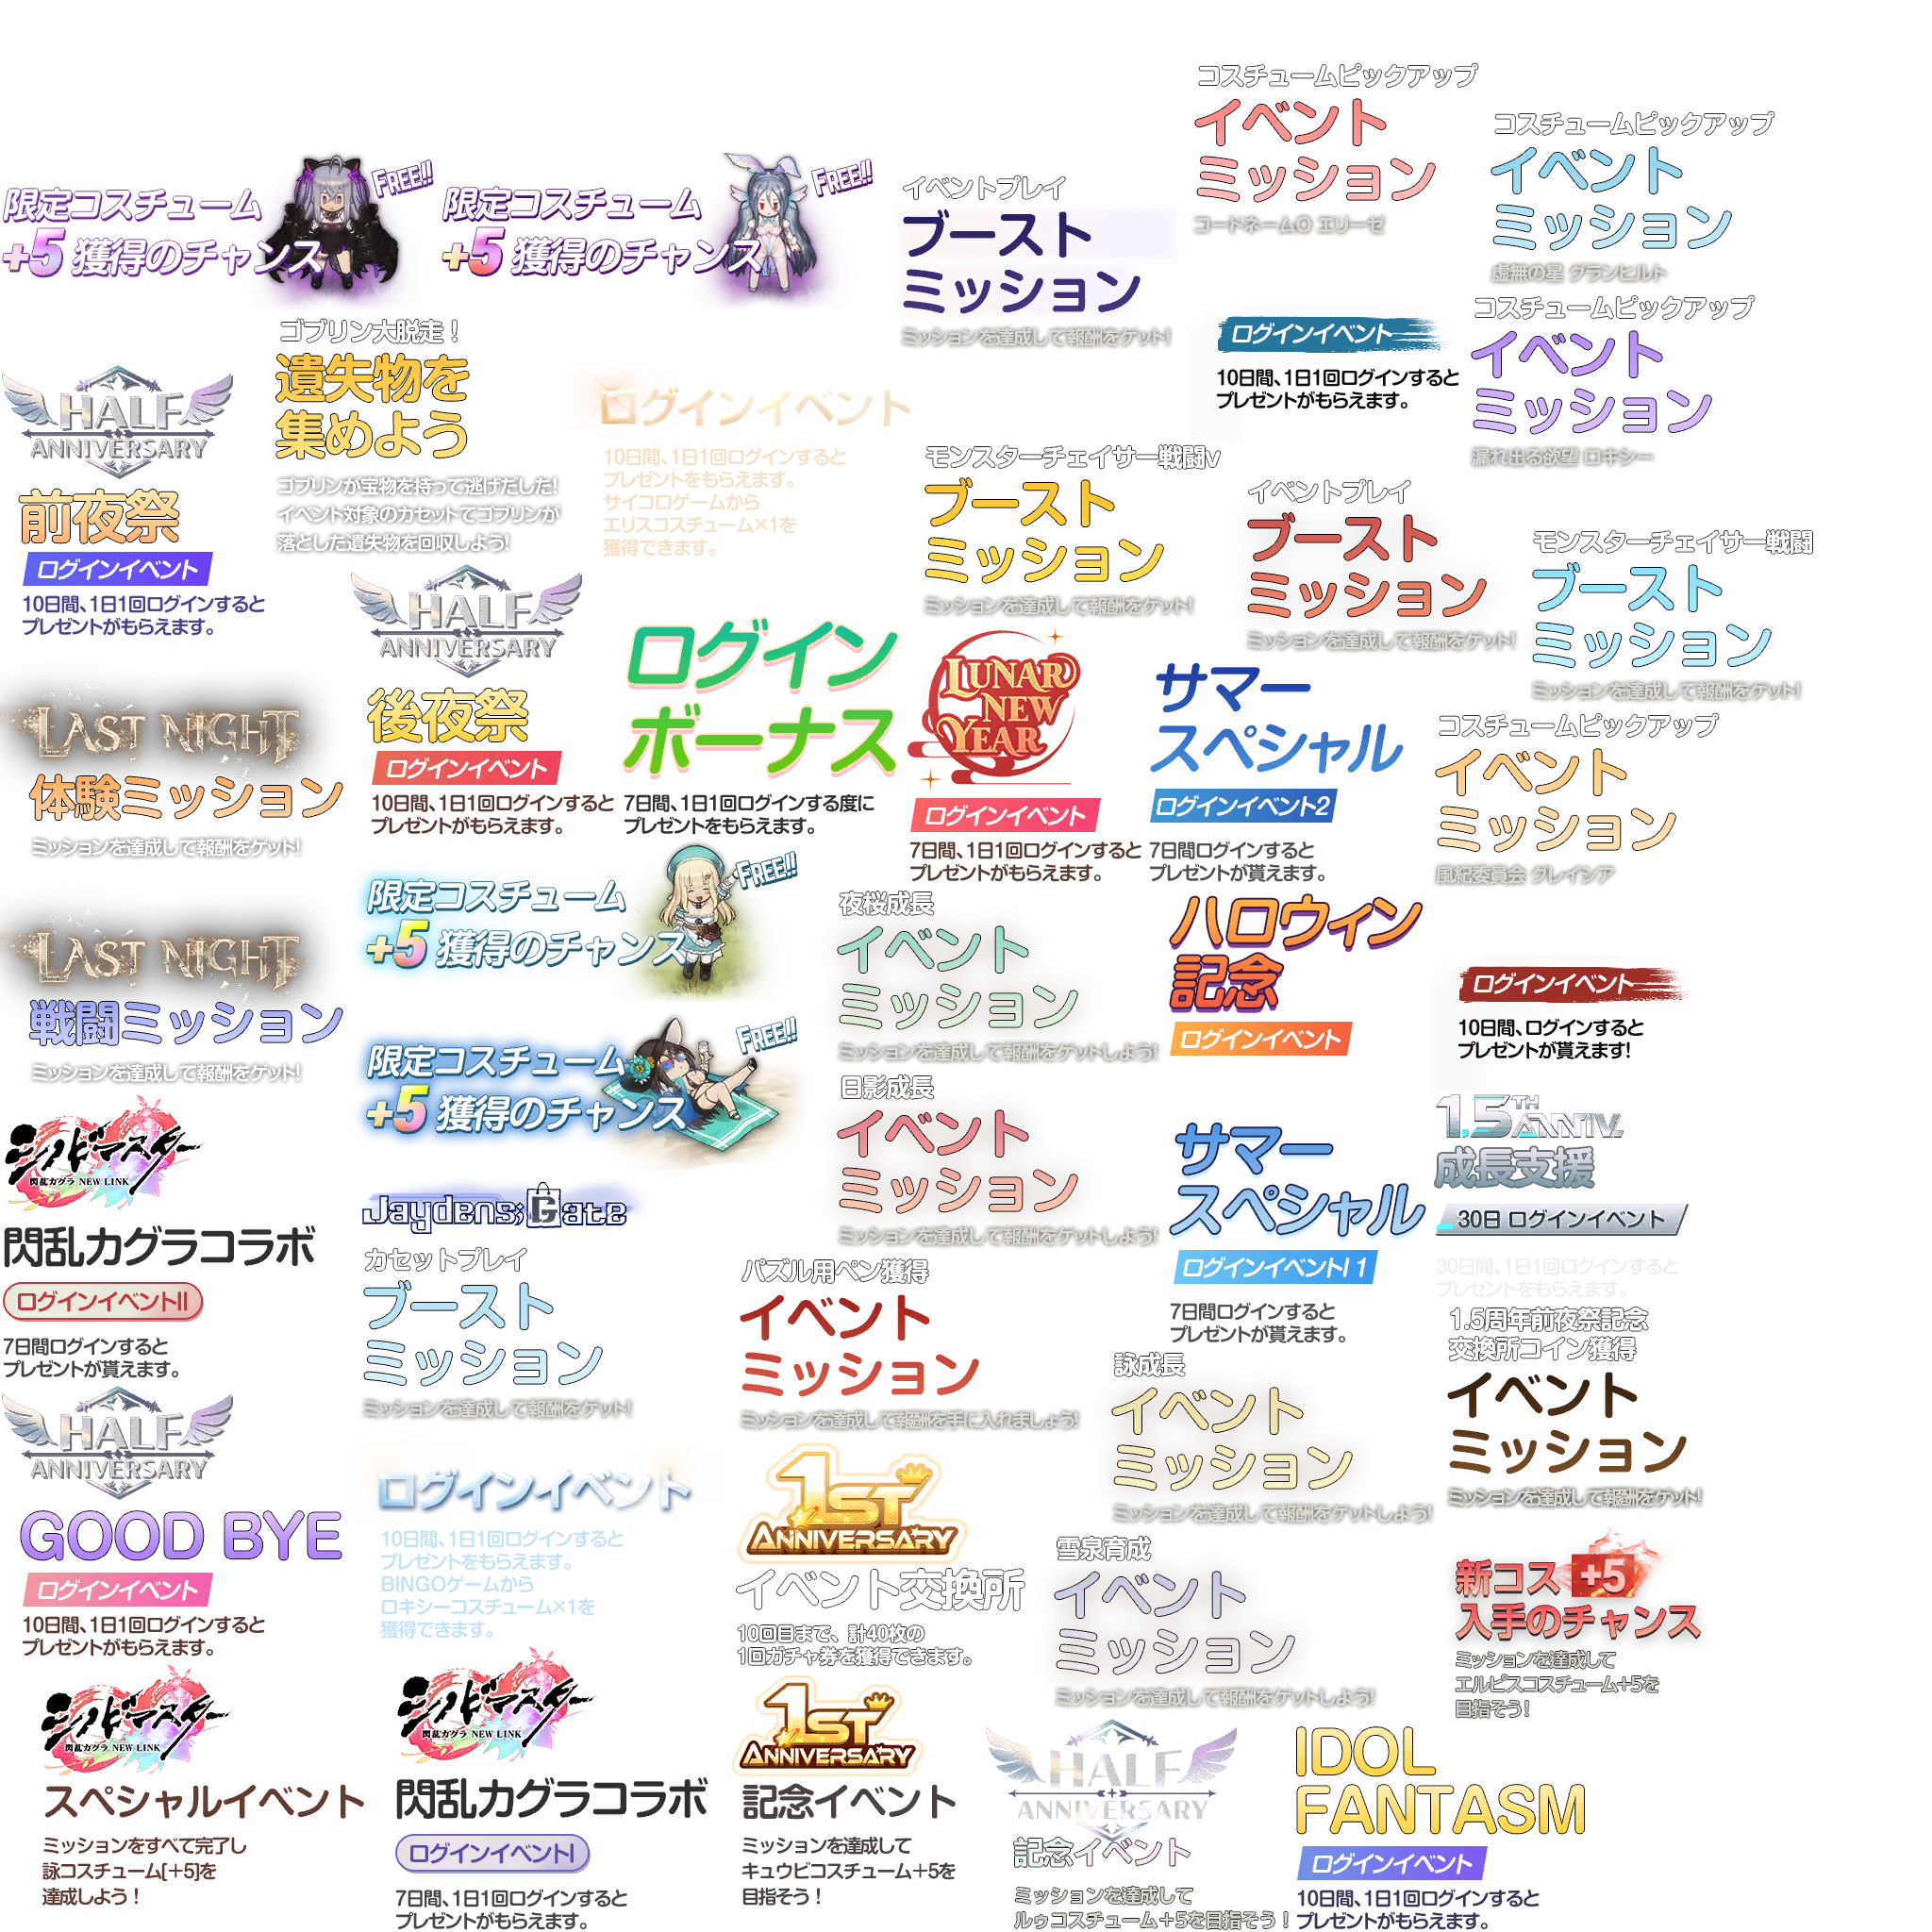 限定コスチューム
+5 獲得のチャンス
FREE!!
限定コスチューム
+5 獲得のチャンス
FREE!!
イベントプレイ
ブースト
ミッション
ミッションを達成して報酬をゲット!
コスチュームピックアップ
イベント
ミッション
コードネームO エリーゼ
コスチュームピックアップ
イベント
ミッション
虚無の星 グランヒルト
HALF
ANNIVERSARY
前夜祭
ログインイベント
10日間、1日1回ログインすると
プレゼントがもらえます。
ゴブリン大脱走！
遺失物を
集めよう
ゴブリンが宝物を持って逃げだした!
イベント対象のカセットでゴブリンが
落とした遺失物を回収しよう!
ログインイベント
10日間、1日1回ログインすると
プレゼントをもらえます。
サイコロゲームから
エリスコスチューム×1を
獲得できます。
ログインイベント
10日間、1日1回ログインすると
プレゼントがもらえます。
コスチュームピックアップ
イベント
ミッション
漏れ出る欲望 ロキシー
モンスターチェイサー戦闘v
ブースト
ミッション
ミッションを達成して報酬をゲット!
イベントプレイ
ブースト
ミッション
ミッションを達成して報酬をゲット!
モンスターチェイサー戦闘
ブースト
ミッション
ミッションを達成して報酬をゲット!
LAST NIGHT
体験ミッション
ミッションを達成して報酬をゲット!
HALF
ANNIVERSARY
後夜祭
ログインイベント
10日間、1日1回ログインすると
プレゼントがもらえます。
ログイン
ボーナス
7日間、1日1回ログインする度に
プレゼントをもらえます。
LUNAR
NEW
YEAR
ログインイベント
7日間、1日1回ログインすると
プレゼントがもらえます。
サマー
スペシャル
ログインイベント2
7日間ログインすると
プレゼントが貰えます。
コスチュームピックアップ
イベント
ミッション
風紀委員会 グレイシア
LAST NIGHT
戦闘ミッション
ミッションを達成して報酬をゲット!
限定コスチューム
+5 獲得のチャンス
FREE!!
限定コスチューム
+5 獲得のチャンス
FREE!!
夜桜成長
イベント
ミッション
ミッションを達成して報酬をゲットしよう!
日影成長
イベント
ミッション
ミッションを達成して報酬をゲットしよう!
ハロウィン
記念
ログインイベント
ログインイベント
10日間、ログインすると
プレゼントが貰えます!
シノビマスター
閃乱カグラ NEW LINK
閃乱カグラコラボ
ログインイベントII
7日間ログインすると
プレゼントが貰えます。
Jaydens;Gate
カセットプレイ
ブースト
ミッション
ミッションを達成して報酬をゲット!
パズル用ペン獲得
イベント
ミッション
ミッションを達成して報酬を手に入れましょう!
サマー
スペシャル
ログインイベントl 1
7日間ログインすると
プレゼントが貰えます。
1.5TH ANNIV.
成長支援
30日 ログインイベント
30日間、1日1回ログインすると
プレゼントをもらえます。
1.5周年前夜祭記念
交換所コイン獲得
イベント
ミッション
ミッションを達成して報酬をゲット!
HALF
ANNIVERSARY
GOOD BYE
ログインイベント
10日間、1日1回ログインすると
プレゼントがもらえます。
ログインイベント
10日間、1日1回ログインすると
プレゼントをもらえます。
BINGOゲームから
ロキシーコスチューム×1を
獲得できます。
1ST
ANNIVERSARY
イベント交換所
10回目まで、計40枚の
1回ガチャ券を獲得できます。
詠成長
イベント
ミッション
ミッションを達成して報酬をゲットしよう!
雪泉育成
イベント
ミッション
ミッションを達成して報酬をゲットしよう!
新コス +5
入手のチャンス
ミッションを達成して
エルピスコスチューム+5を
目指そう!
シノビマスター
閃乱カグラ NEW LINK
スペシャルイベント
ミッションをすべて完了し
詠コスチューム[+5]を
達成しよう！
シノビマスター
閃乱カグラ NEW LINK
閃乱カグラコラボ
ログインイベントI
7日間、1日1回ログインすると
プレゼントがもらえます。
1ST
ANNIVERSARY
記念イベント
ミッションを達成して
キュウビコスチューム+5を
目指そう！
HALF
ANNIVERSARY
記念イベント
ミッションを達成して
ルゥコスチューム+5を目指そう！
IDOL
FANTASM
ログインイベント
10日間、1日1回ログインすると
プレゼントがもらえます。